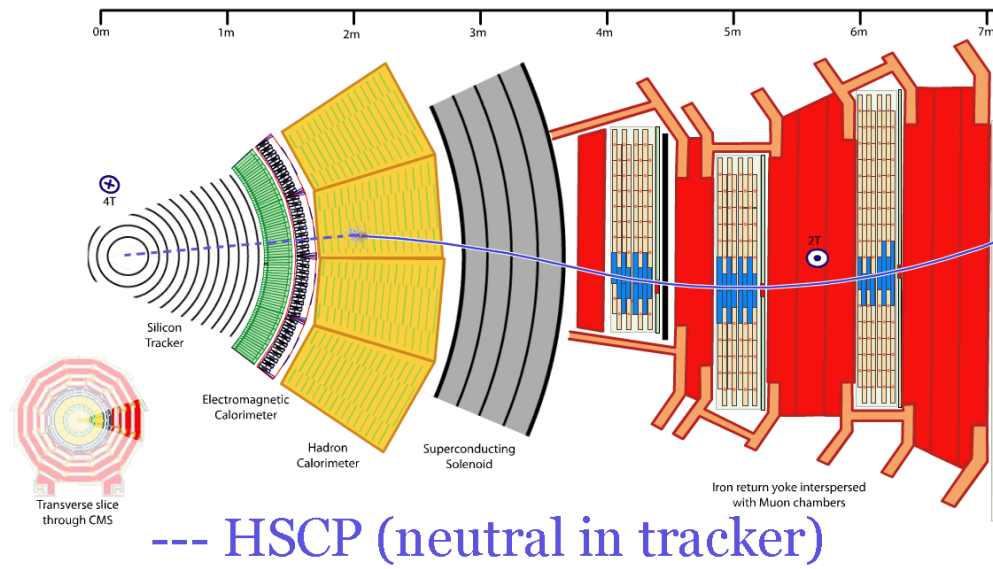 0m 1m 2m 3m 4m 5m 6m 7m
4T
2T
Silicon
Tracker
Electromagnetic
Calorimeter
Hadron
Calorimeter
Superconducting
Solenoid
Iron return yoke interspersed
with Muon chambers
Transverse slice
through CMS
--- HSCP (neutral in tracker)